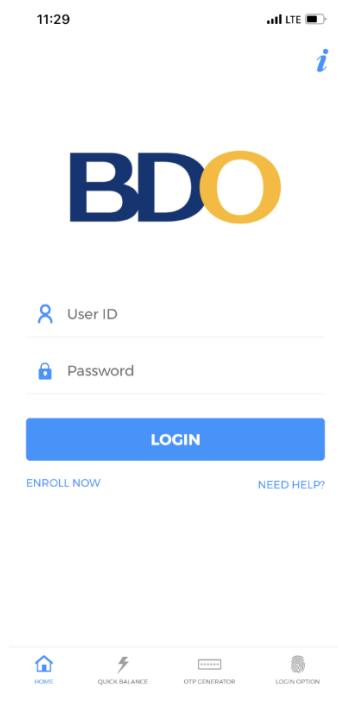 11:29 LTE
i
BDO
User ID
Password
LOGIN
ENROLL NOW NEED HELP?
HOME QUICK BALANCE OTP GENERATOR LOGIN OPTION